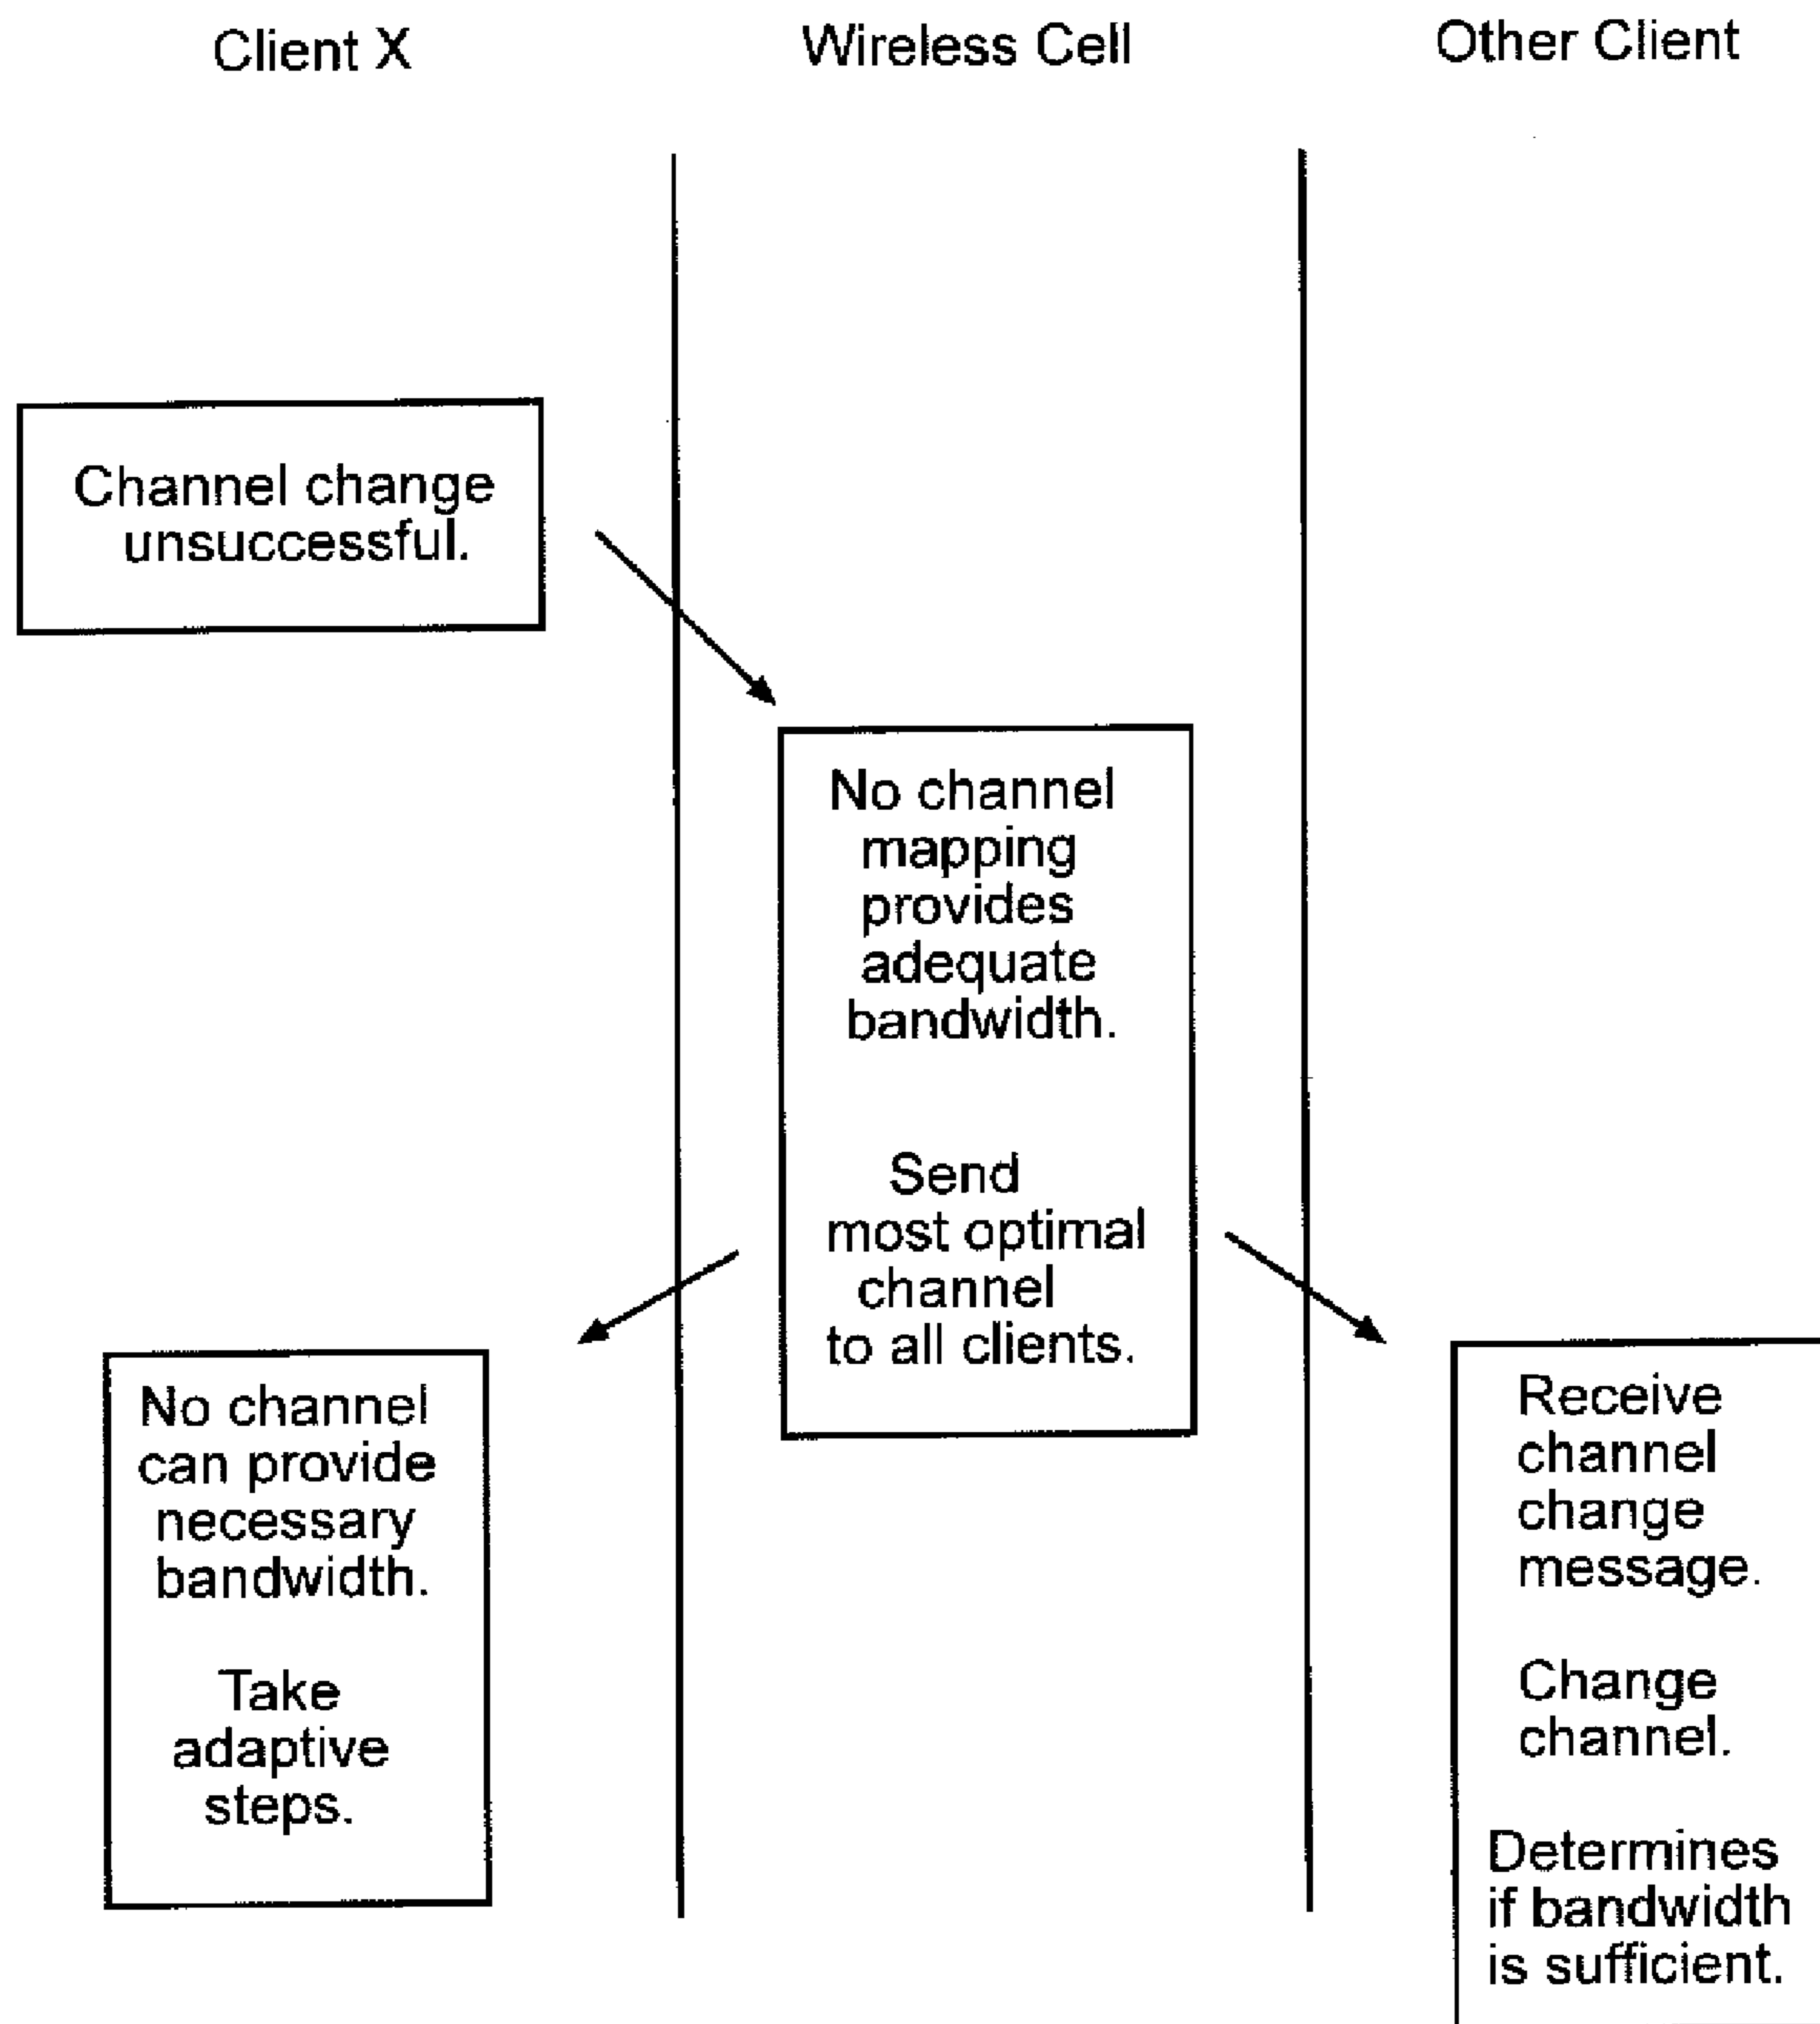 Client X
Wireless Cell
Other Client
Channel change
unsuccessful.
No channel
mapping
provides
adequate
bandwidth.
Send
most optimal
channel
to all clients.
No channel
can provide
necessary
bandwidth.
Take
adaptive
steps.
Receive
channel
change
message.
Change
channel.
Determines
if bandwidth
is sufficient.